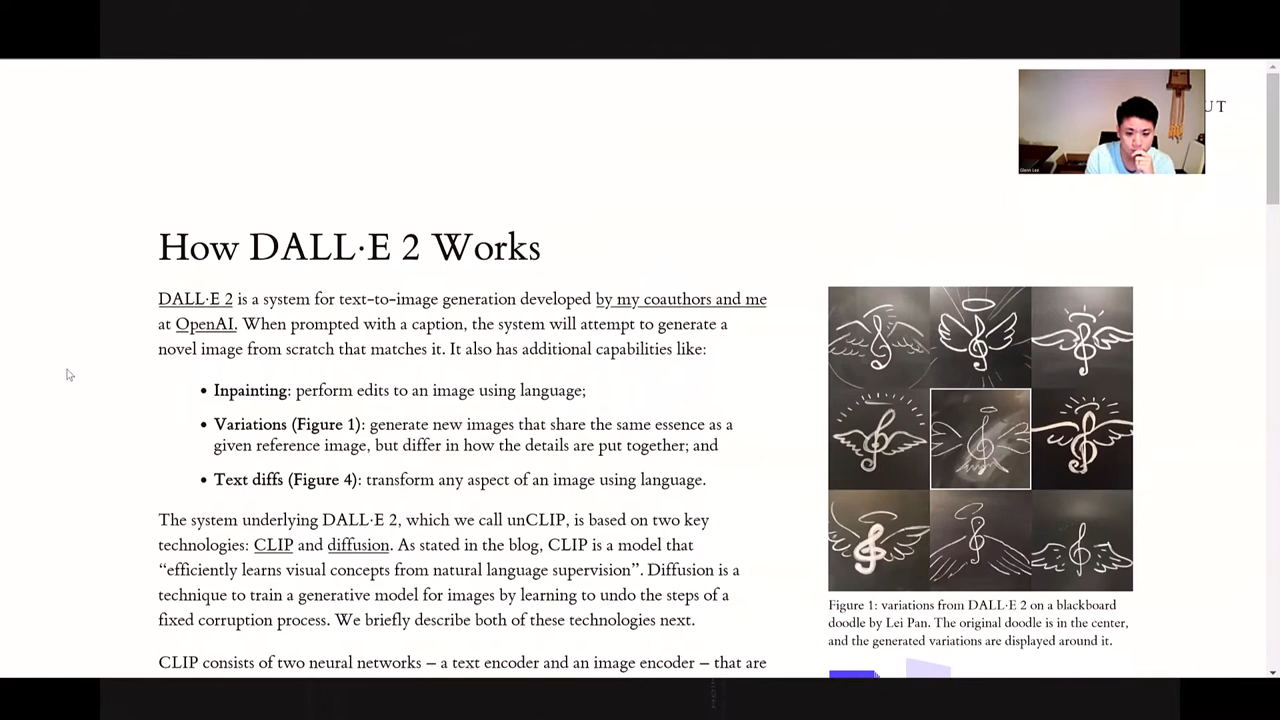 UT
Glenn Lee
How DALL·E 2 Works
DALL·E 2 is a system for text-to-image generation developed by my coauthors and me
at OpenAI. When prompted with a caption, the system will attempt to generate a
novel image from scratch that matches it. It also has additional capabilities like:
• Inpainting: perform edits to an image using language;
• Variations (Figure 1): generate new images that share the same essence as a
given reference image, but differ in how the details are put together; and
• Text diffs (Figure 4): transform any aspect of an image using language.
The system underlying DALL·E 2, which we call unCLIP, is based on two key
technologies: CLIP and diffusion. As stated in the blog, CLIP is a model that
“efficiently learns visual concepts from natural language supervision”. Diffusion is a
technique to train a generative model for images by learning to undo the steps of a
fixed corruption process. We briefly describe both of these technologies next.
CLIP consists of two neural networks – a text encoder and an image encoder – that are
Figure 1: variations from DALL·E 2 on a blackboard
doodle by Lei Pan. The original doodle is in the center,
and the generated variations are displayed around it.